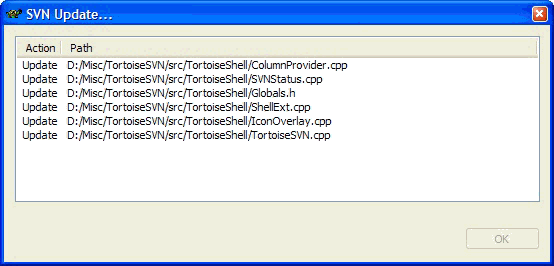 SVN Update...
Action Path
Update D:/Misc/TortoiseSVN/src/TortoiseShell/ColumnProvider.cpp
Update D:/Misc/TortoiseSVN/src/TortoiseShell/SVNStatus.cpp
Update D:/Misc/TortoiseSVN/src/TortoiseShell/Globals.h
Update D:/Misc/TortoiseSVN/src/TortoiseShell/ShellExt.cpp
Update D:/Misc/TortoiseSVN/src/TortoiseShell/IconOverlay.cpp
Update D:/Misc/TortoiseSVN/src/TortoiseShell/TortoiseSVN.cpp
OK